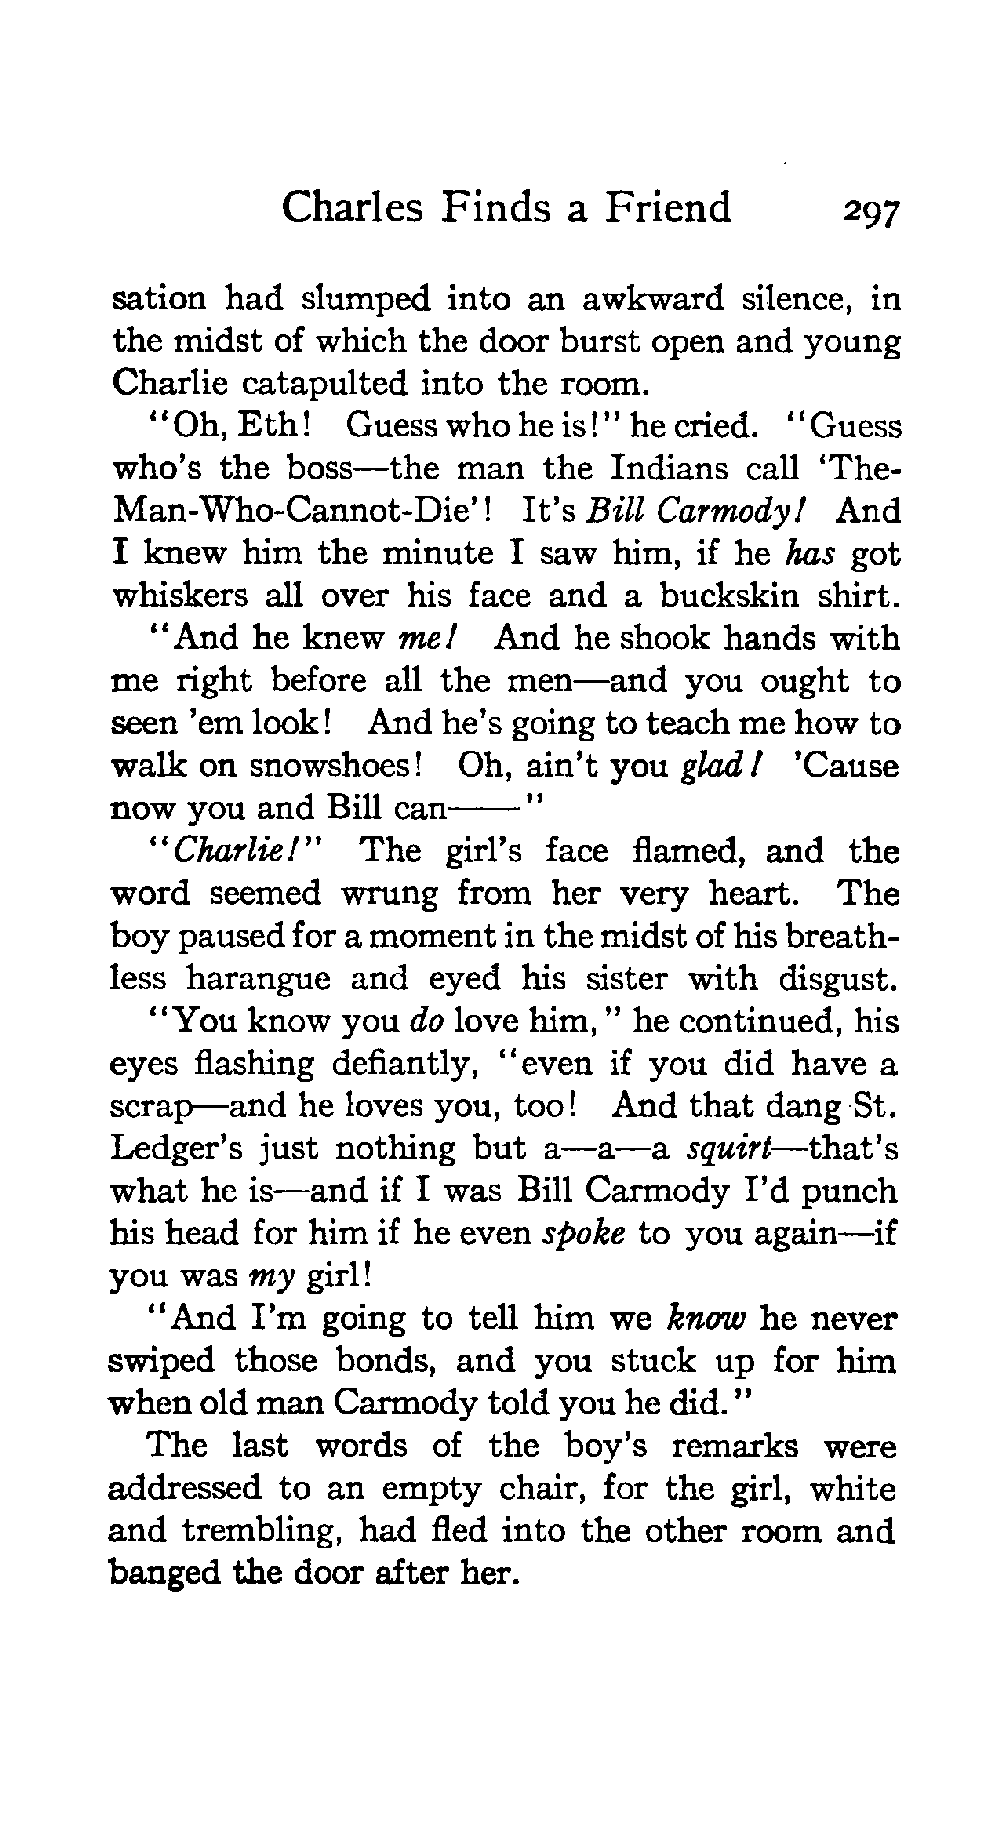 Charles Finds a Friend 297
sation had slumped into an awkward silence, in
the midst of which the door burst open and young
Charlie catapulted into the room.
"Oh, Eth! Guess who he is!" he cried. "Guess
who's the boss—the man the Indians call 'The-
Man-Who-Cannot-Die'! It's Bill Carmody! And
I knew him the minute I saw him, if he has got
whiskers all over his face and a buckskin shirt.
"And he knew me! And he shook hands with
me right before all the men—and you ought to
seen 'em look! And he's going to teach me how to
walk on snowshoes! Oh, ain't you glad! 'Cause
now you and Bill can——"
"Charlie!" The girl's face flamed, and the
word seemed wrung from her very heart. The
boy paused for a moment in the midst of his breath-
less harangue and eyed his sister with disgust.
"You know you do love him," he continued, his
eyes flashing defiantly, "even if you did have a
scrap—and he loves you, too! And that dang St.
Ledger's just nothing but a—a—a squirt—that's
what he is—and if I was Bill Carmody I'd punch
his head for him if he even spoke to you again—if
you was my girl!
"And I'm going to tell him we know he never
swiped those bonds, and you stuck up for him
when old man Carmody told you he did."
The last words of the boy's remarks were
addressed to an empty chair, for the girl, white
and trembling, had fled into the other room and
banged the door after her.